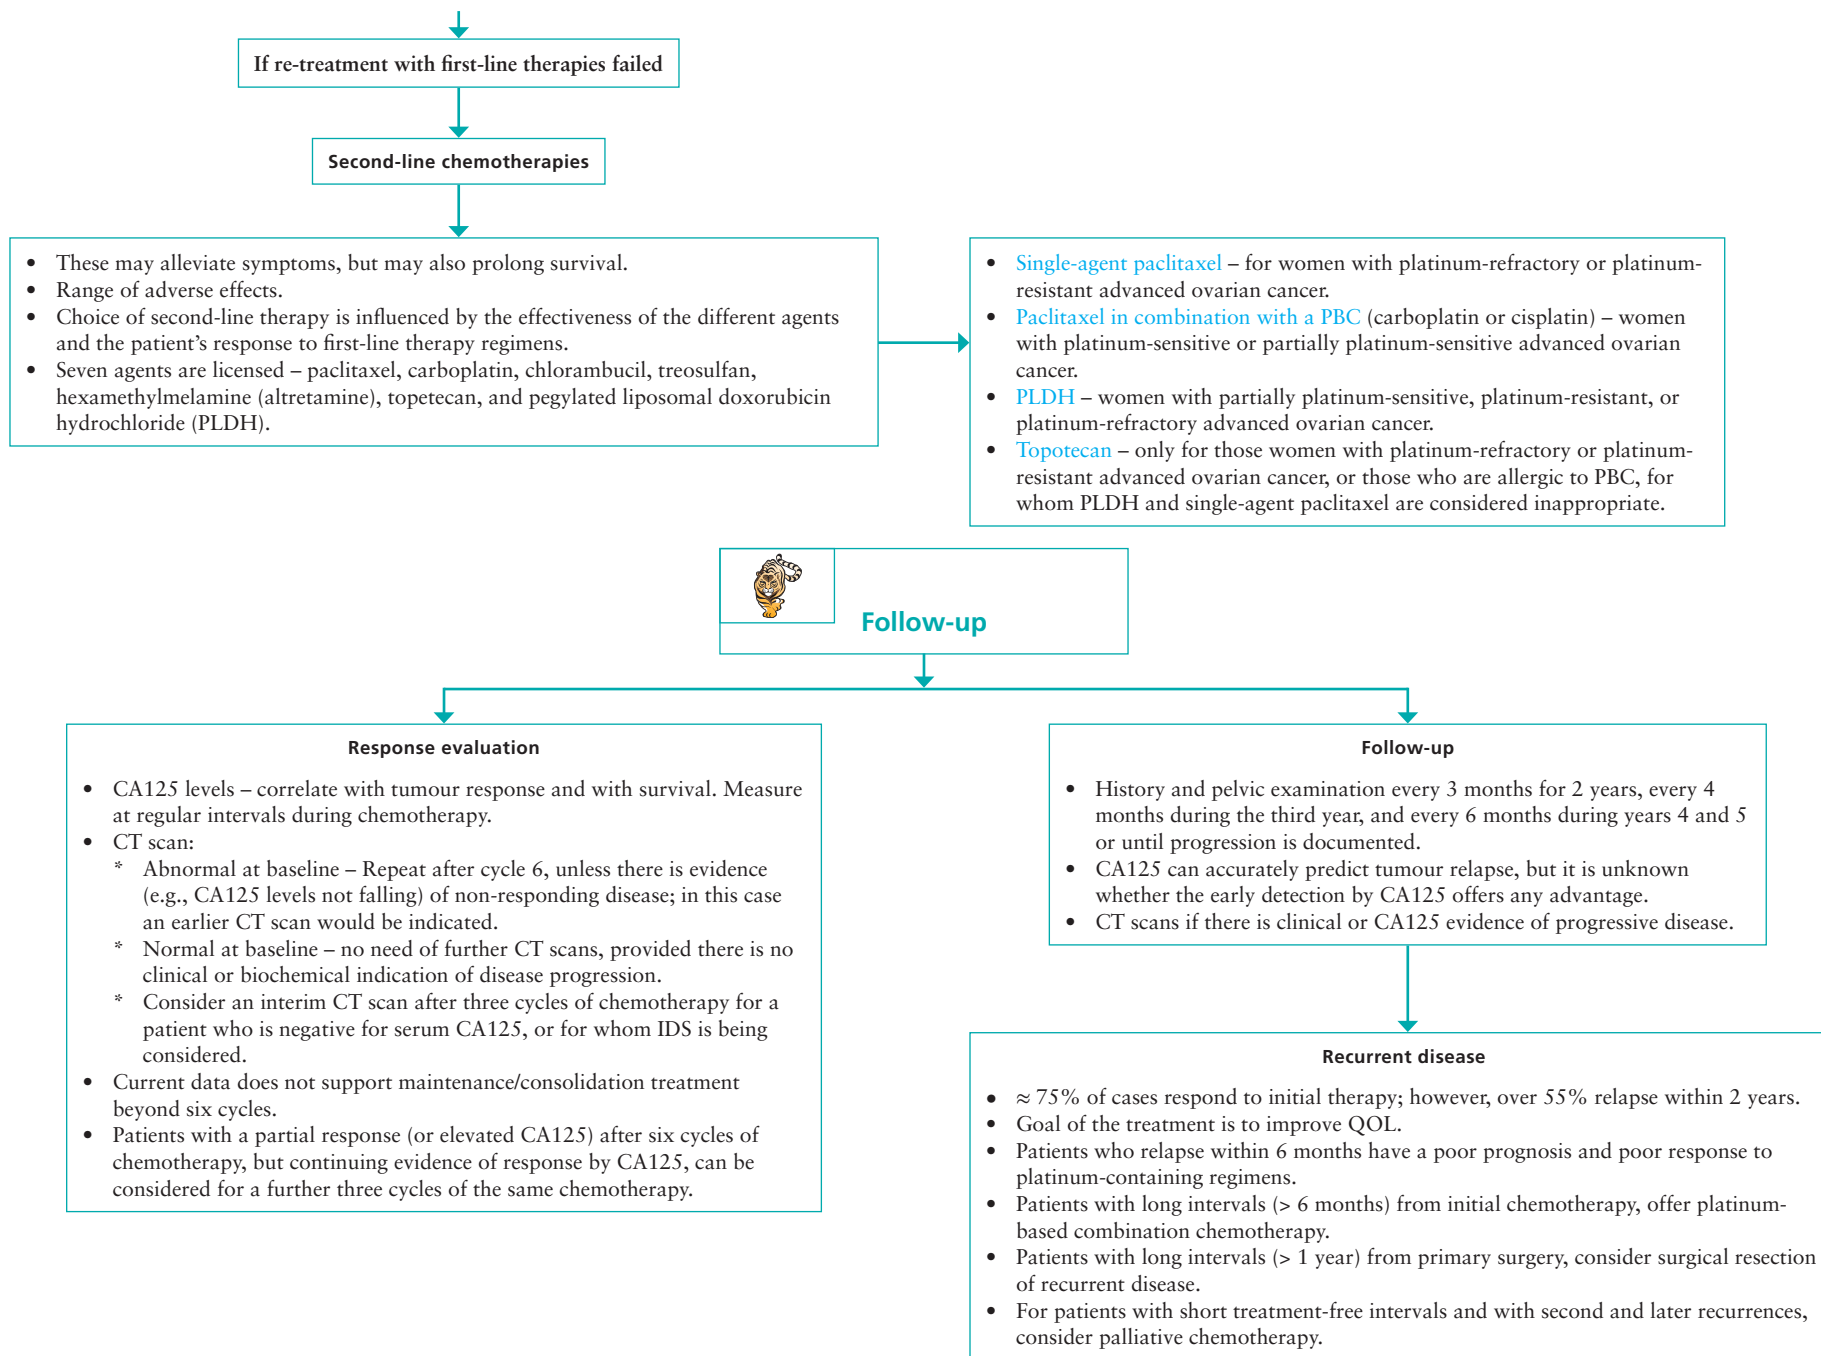 If re-treatment with first-line therapies failed
Second-line chemotherapies
• These may alleviate symptoms, but may also prolong survival.
• Range of adverse effects.
• Choice of second-line therapy is influenced by the effectiveness of the different agents
and the patient's response to first-line therapy regimens.
• Seven agents are licensed – paclitaxel, carboplatin, chlorambucil, treosulfan,
hexamethylmelamine (altretamine), topetecan, and pegylated liposomal doxorubicin
hydrochloride (PLDH).
• Single-agent paclitaxel – for women with platinum-refractory or platinum-
resistant advanced ovarian cancer.
• Paclitaxel in combination with a PBC (carboplatin or cisplatin) – women
with platinum-sensitive or partially platinum-sensitive advanced ovarian
cancer.
• PLDH – women with partially platinum-sensitive, platinum-resistant, or
platinum-refractory advanced ovarian cancer.
• Topotecan – only for those women with platinum-refractory or platinum-
resistant advanced ovarian cancer, or those who are allergic to PBC, for
whom PLDH and single-agent paclitaxel are considered inappropriate.
Follow-up
Response evaluation
• CA125 levels – correlate with tumour response and with survival. Measure
at regular intervals during chemotherapy.
• CT scan:
* Abnormal at baseline – Repeat after cycle 6, unless there is evidence
(e.g., CA125 levels not falling) of non-responding disease; in this case
an earlier CT scan would be indicated.
* Normal at baseline – no need of further CT scans, provided there is no
clinical or biochemical indication of disease progression.
* Consider an interim CT scan after three cycles of chemotherapy for a
patient who is negative for serum CA125, or for whom IDS is being
considered.
• Current data does not support maintenance/consolidation treatment
beyond six cycles.
• Patients with a partial response (or elevated CA125) after six cycles of
chemotherapy, but continuing evidence of response by CA125, can be
considered for a further three cycles of the same chemotherapy.
Follow-up
• History and pelvic examination every 3 months for 2 years, every 4
months during the third year, and every 6 months during years 4 and 5
or until progression is documented.
• CA125 can accurately predict tumour relapse, but it is unknown
whether the early detection by CA125 offers any advantage.
• CT scans if there is clinical or CA125 evidence of progressive disease.
Recurrent disease
• ≈ 75% of cases respond to initial therapy; however, over 55% relapse within 2 years.
• Goal of the treatment is to improve QOL.
• Patients who relapse within 6 months have a poor prognosis and poor response to
platinum-containing regimens.
• Patients with long intervals (> 6 months) from initial chemotherapy, offer platinum-
based combination chemotherapy.
• Patients with long intervals (> 1 year) from primary surgery, consider surgical resection
of recurrent disease.
• For patients with short treatment-free intervals and with second and later recurrences,
consider palliative chemotherapy.